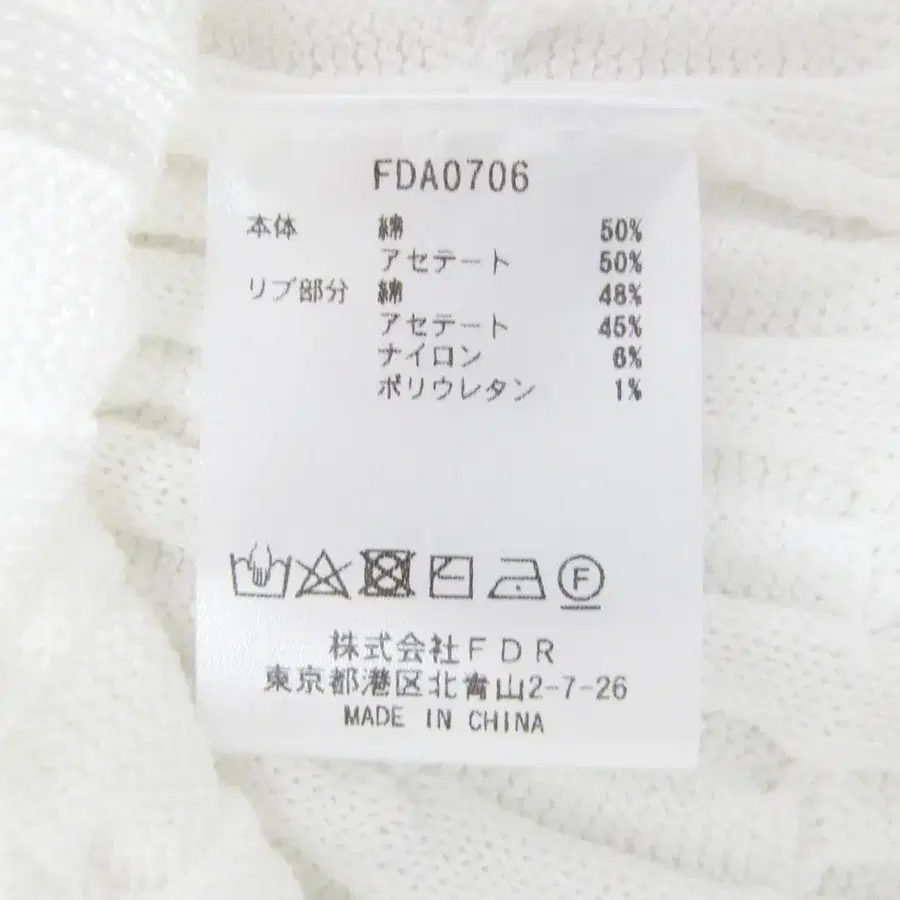 FDA0706
本体 綿 50%
アセテート 50%
リブ部分 綿 48%
アセテート 45%
ナイロン 6%
ポリウレタン 1%
F
株式会社FDR
東京都港区北青山2-7-26
MADE IN CHINA